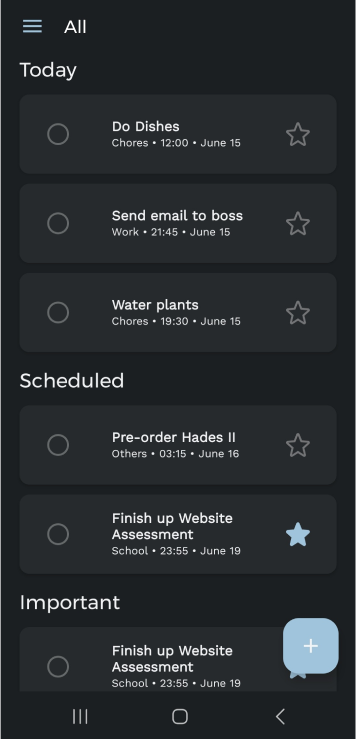 All
Today
Do Dishes
Chores • 12:00 • June 15
Send email to boss
Work • 21:45 • June 15
Water plants
Chores • 19:30 • June 15
Scheduled
Pre-order Hades II
Others • 03:15 • June 16
Finish up Website
Assessment
School • 23:55 • June 19
Important
Finish up Website
Assessment
School • 23:55 • June 19